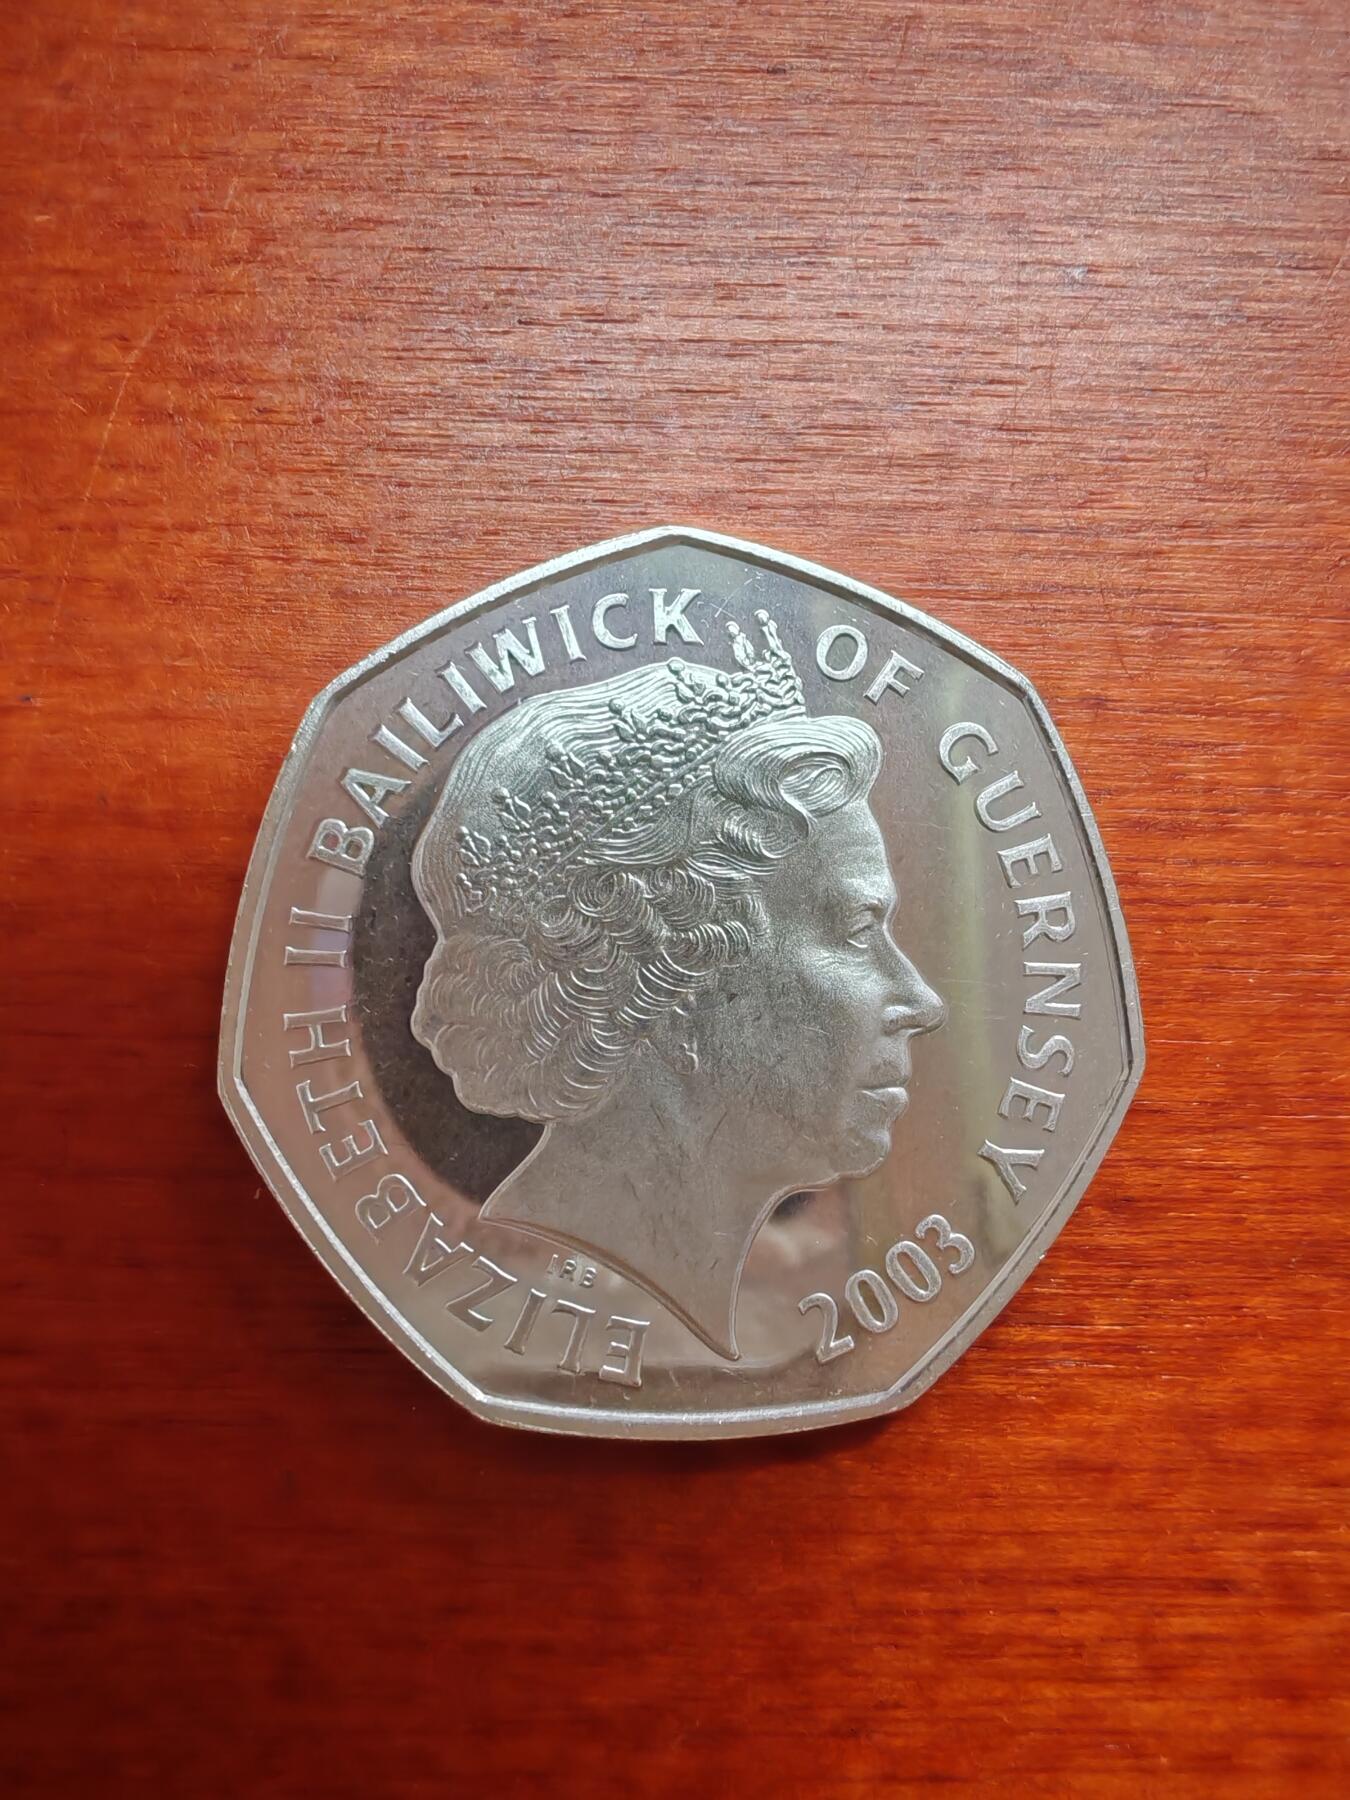 ELIZABETH II BAILIWICK OF GUERNSEY 2003
IRB